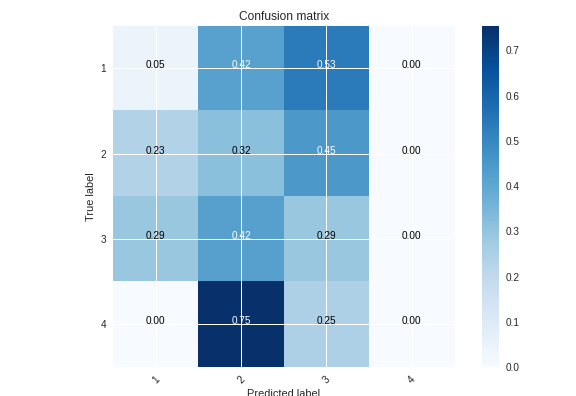 Confusion matrix
0.7
1 0.05 0.42 0.53 0.00
0.6
0.5
2 0.23 0.32 0.45 0.00
0.4
True label
0.3
3 0.29 0.42 0.29 0.00
0.2
0.1
4 0.00 0.75 0.25 0.00
0.0
1 2 3 4
Predicted label